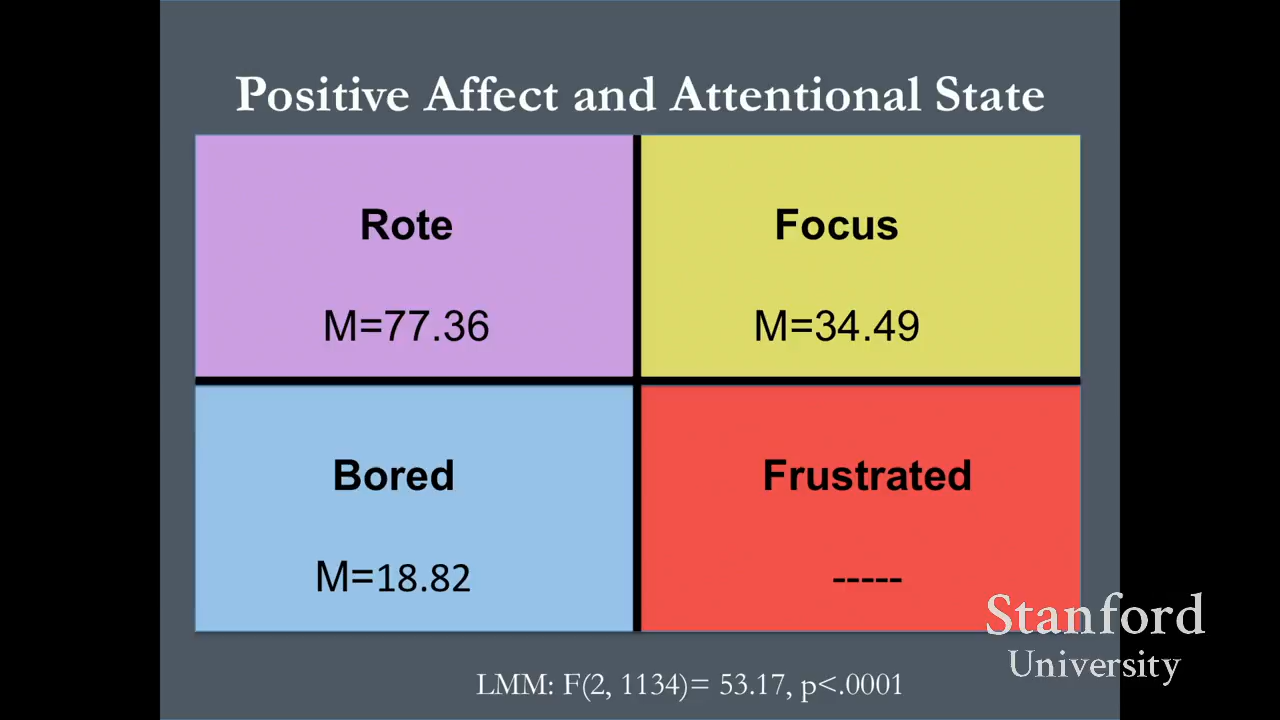 Positive Affect and Attentional State
Rote
Focus
M=77.36
M=34.49
Bored
Frustrated
M=18.82
-----
Stanford
University
LMM: F(2, 1134)= 53.17, p<.0001